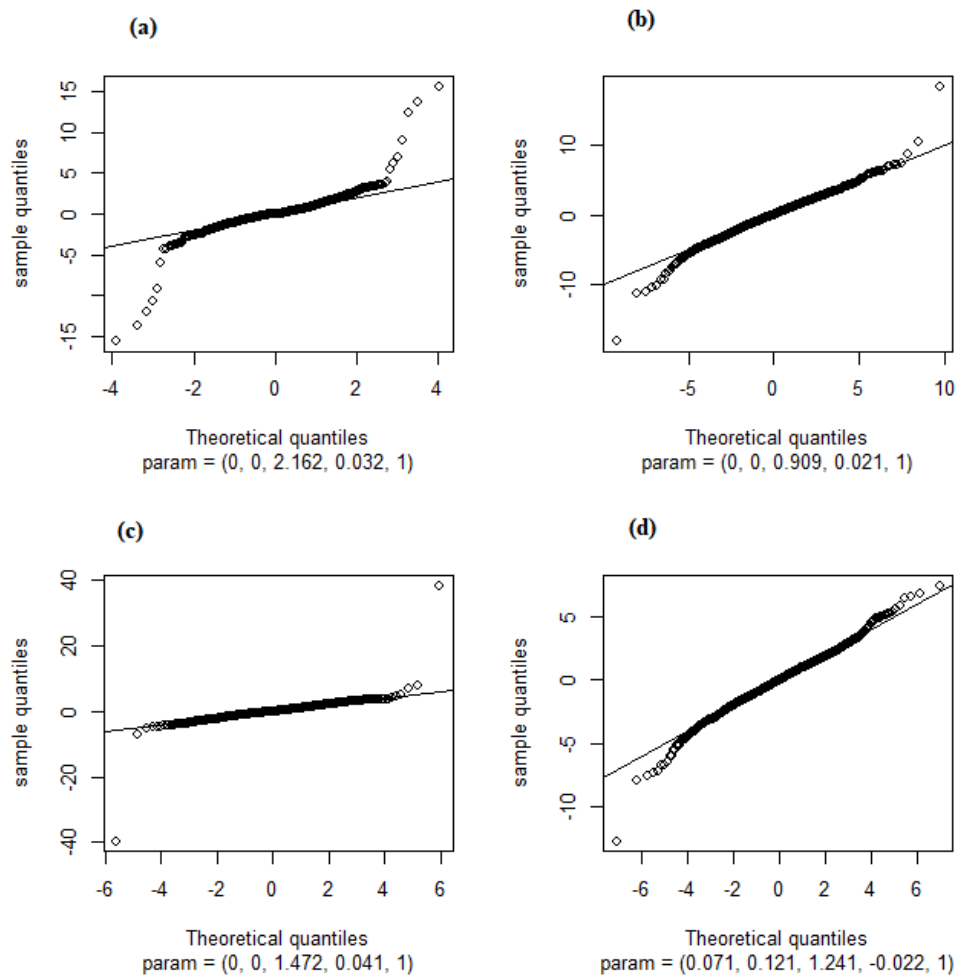 (a)
sample quantiles
15
10
5
0
-5
-15
-4 -2 0 2 4
Theoretical quantiles
param = (0, 0, 2.162, 0.032, 1)
(b)
sample quantiles
10
0
-10
-5 0 5 10
Theoretical quantiles
param = (0, 0, 0.909, 0.021, 1)
(c)
sample quantiles
40
20
0
-20
-40
-6 -4 -2 0 2 4 6
Theoretical quantiles
param = (0, 0, 1.472, 0.041, 1)
(d)
sample quantiles
5
0
-5
-10
-6 -4 -2 0 2 4 6
Theoretical quantiles
param = (0.071, 0.121, 1.241, -0.022, 1)